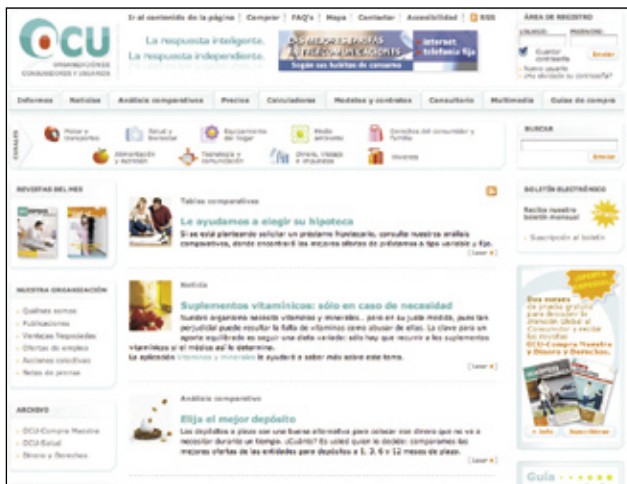 Ir al contenido de la página | Comprar | FAQ's | Mapa | Contactar | Accesibilidad | RSS
OCU
ORGANIZACIÓN DE
CONSUMIDORES Y USUARIOS
La respuesta inteligente.
La respuesta independiente.
LAS MEJORES TARIFAS
TELECOMUNICACIONES
Según sus hábitos de consumo
internet
telefonía fija
ÁREA DE REGISTRO
USUARIO PASSWORD
Guardar
contraseña
Enviar
Nuevo usuario
¿Ha olvidado su contraseña?
Informes Noticias Análisis comparativos Precios Calculadoras Modelos y contratos Consultorio Multimedia Guías de compra
CANALES
Motor y
transportes
Salud y
bienestar
Equipamiento
del hogar
Medio
ambiente
Derechos del consumidor y
familia
Alimentación
y nutrición
Tecnología y
comunicación
Dinero, trabajo
e impuestos
Vivienda
BUSCAR
Enviar
REVISTAS DEL MES
NUESTRA ORGANIZACIÓN
Quiénes somos
Publicaciones
Ventajas Negociadas
Ofertas de empleo
Acciones colectivas
Notas de prensa
ARCHIVO
OCU-Compra Maestra
OCU-Salud
Dinero y Derechos
Tablas comparativas
Le ayudamos a elegir su hipoteca
Si se está planteando solicitar un préstamo hipotecario, consulte nuestros análisis
comparativos, donde encontrará las mejores ofertas de préstamos a tipo variable y fijo.
[Leer]
Noticia
Suplementos vitamínicos: sólo en caso de necesidad
Nuestro organismo necesita vitaminas y minerales... pero en su justa medida, pues tan
perjudicial puede resultar la falta de vitaminas como abusar de ellas. La clave para un
aporte equilibrado es seguir una dieta variada: sólo hay que recurrir a los suplementos
vitamínicos si el médico así lo determina.
La aplicación Vitaminas y minerales le ayudará a saber más sobre este tema.
[Leer]
Análisis comparativo
Elija el mejor depósito
Los depósitos a plazo son una buena alternativa para colocar ese dinero que no va a
necesitar durante un tiempo. ¿Cuánto? Es usted quien lo decide: comparamos las
mejores ofertas de las entidades para depósitos a 1, 3, 6 y 12 meses de plazo.
[Leer]
BOLETÍN ELECTRÓNICO
Reciba nuestro
boletín mensual
Suscripción al boletín
Dos meses
de prueba gratuita
para descubrir la
Atención Global al
Consumidor y recibir
las revistas
OCU-Compra Maestra
y Dinero y Derechos.
+ info Suscribirse
Guía